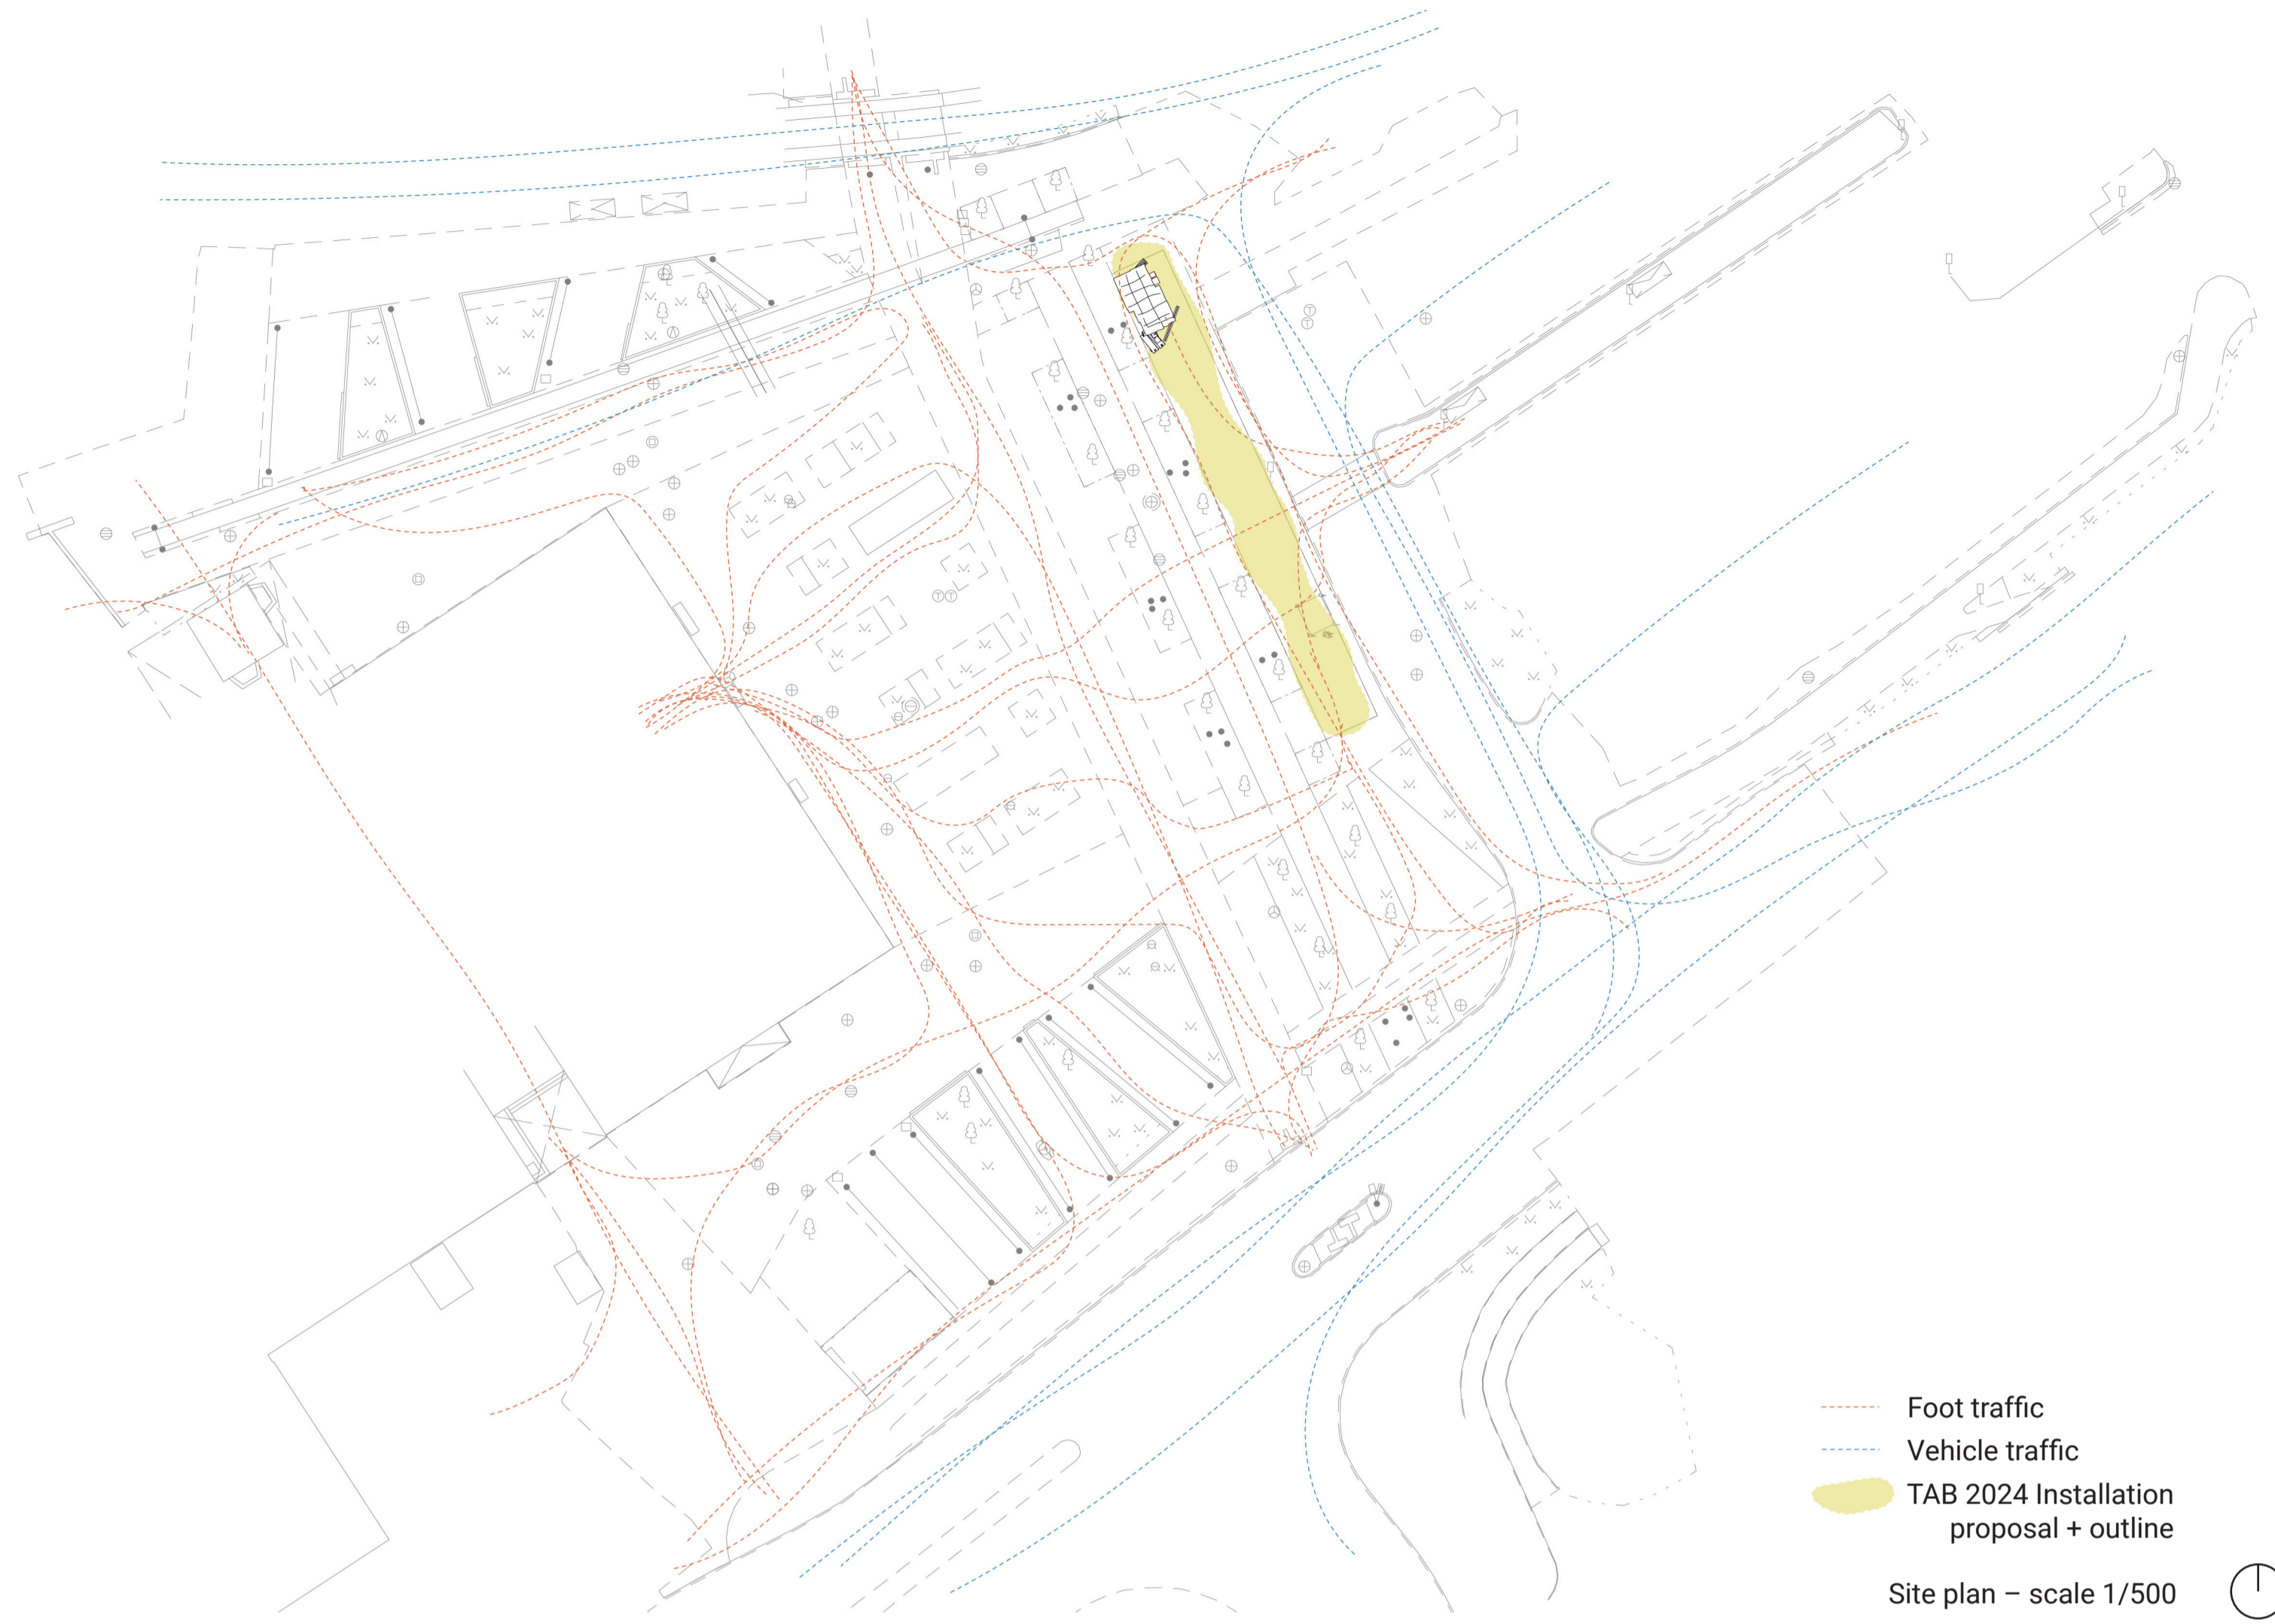 Foot traffic
Vehicle traffic
TAB 2024 Installation
proposal + outline
Site plan – scale 1/500